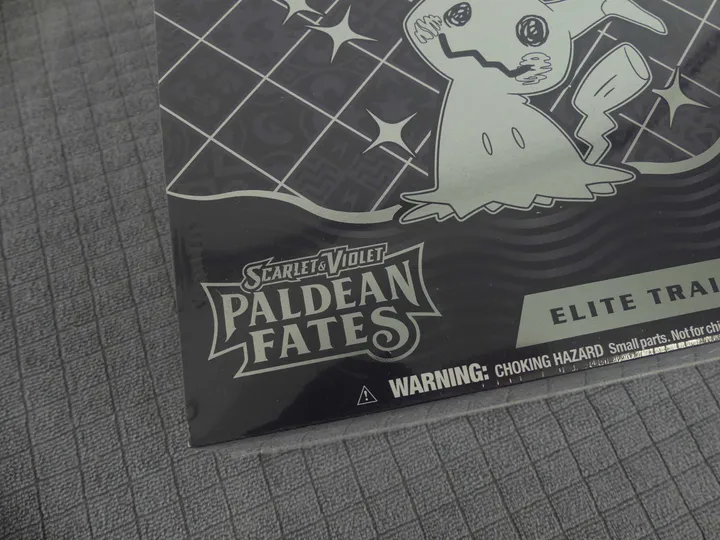 SCARLET & VIOLET
PALDEAN
FATES
ELITE TRAI
WARNING: CHOKING HAZARD Small parts. Not for chi